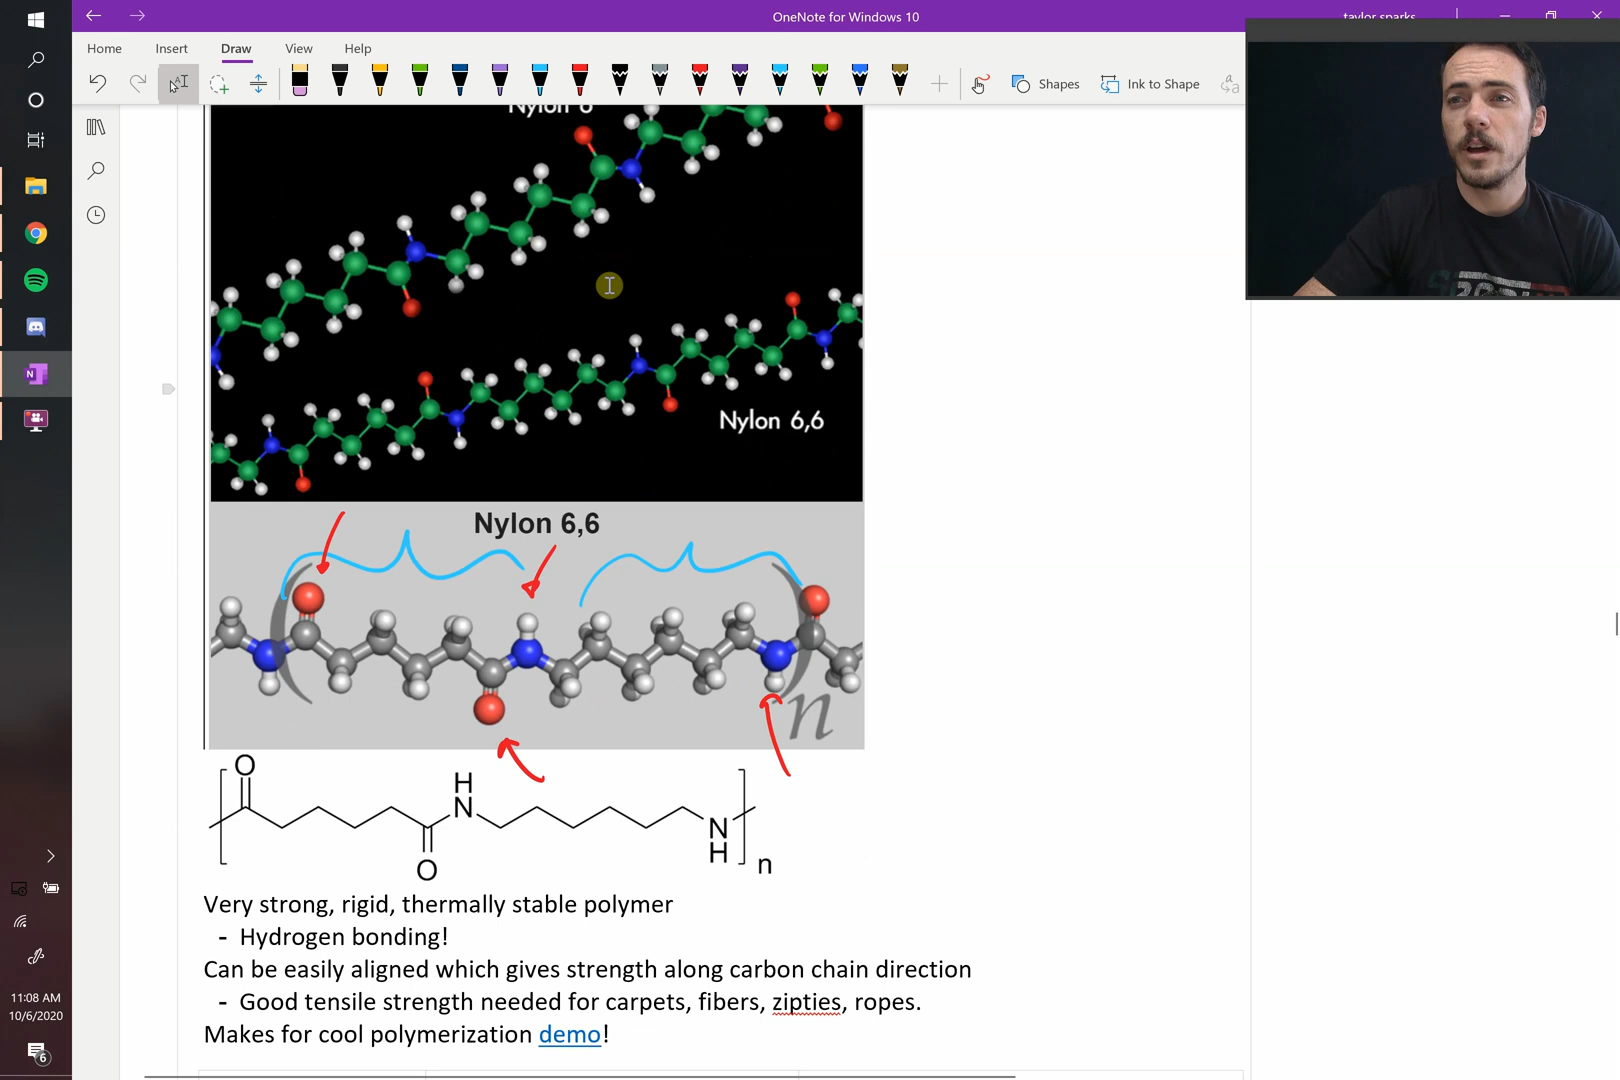 OneNote for Windows 10
taylor sparks
Home Insert Draw View Help
Shapes
Ink to Shape
Nylon 6
Nylon 6,6
Nylon 6,6
n
O
H
N
O
N
H
n
Very strong, rigid, thermally stable polymer
- Hydrogen bonding!
Can be easily aligned which gives strength along carbon chain direction
- Good tensile strength needed for carpets, fibers, zipties, ropes.
Makes for cool polymerization demo!
11:08 AM
10/6/2020
6